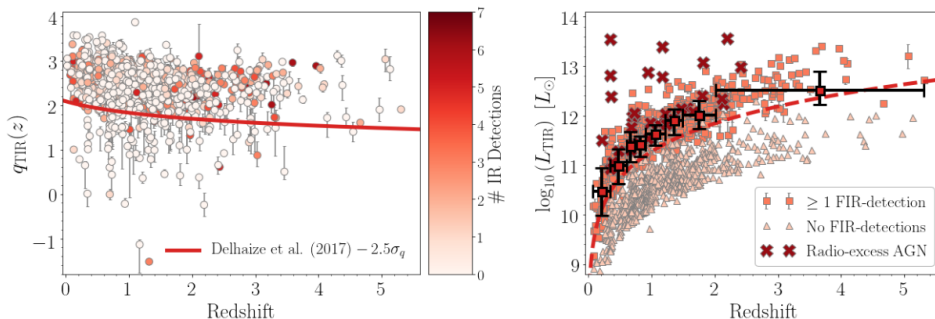 4
3
2
1
0
−1
q_TIR(z)
0 1 2 3 4 5
Redshift
Delhaize et al. (2017) −2.5σ_q
7
6
5
4
3
2
1
0
# IR Detections
14
13
12
11
10
9
log₁₀(L_TIR) [L_⊙]
0 1 2 3 4 5
Redshift
≥ 1 FIR-detection
No FIR-detections
Radio-excess AGN